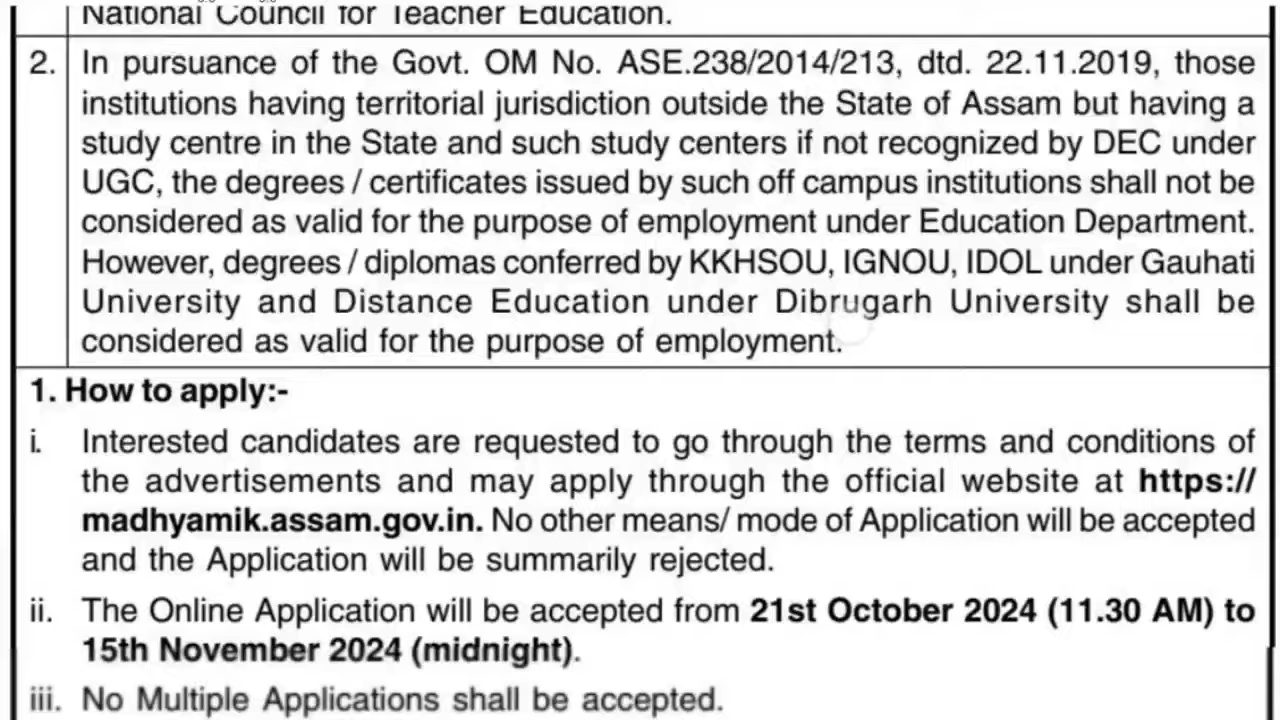 National Council for Teacher Education.
2. In pursuance of the Govt. OM No. ASE.238/2014/213, dtd. 22.11.2019, those
institutions having territorial jurisdiction outside the State of Assam but having a
study centre in the State and such study centers if not recognized by DEC under
UGC, the degrees / certificates issued by such off campus institutions shall not be
considered as valid for the purpose of employment under Education Department.
However, degrees / diplomas conferred by KKHSOU, IGNOU, IDOL under Gauhati
University and Distance Education under Dibrugarh University shall be
considered as valid for the purpose of employment.
1. How to apply:-
i. Interested candidates are requested to go through the terms and conditions of
the advertisements and may apply through the official website at https://
madhyamik.assam.gov.in. No other means/ mode of Application will be accepted
and the Application will be summarily rejected.
ii. The Online Application will be accepted from 21st October 2024 (11.30 AM) to
15th November 2024 (midnight).
iii. No Multiple Applications shall be accepted.